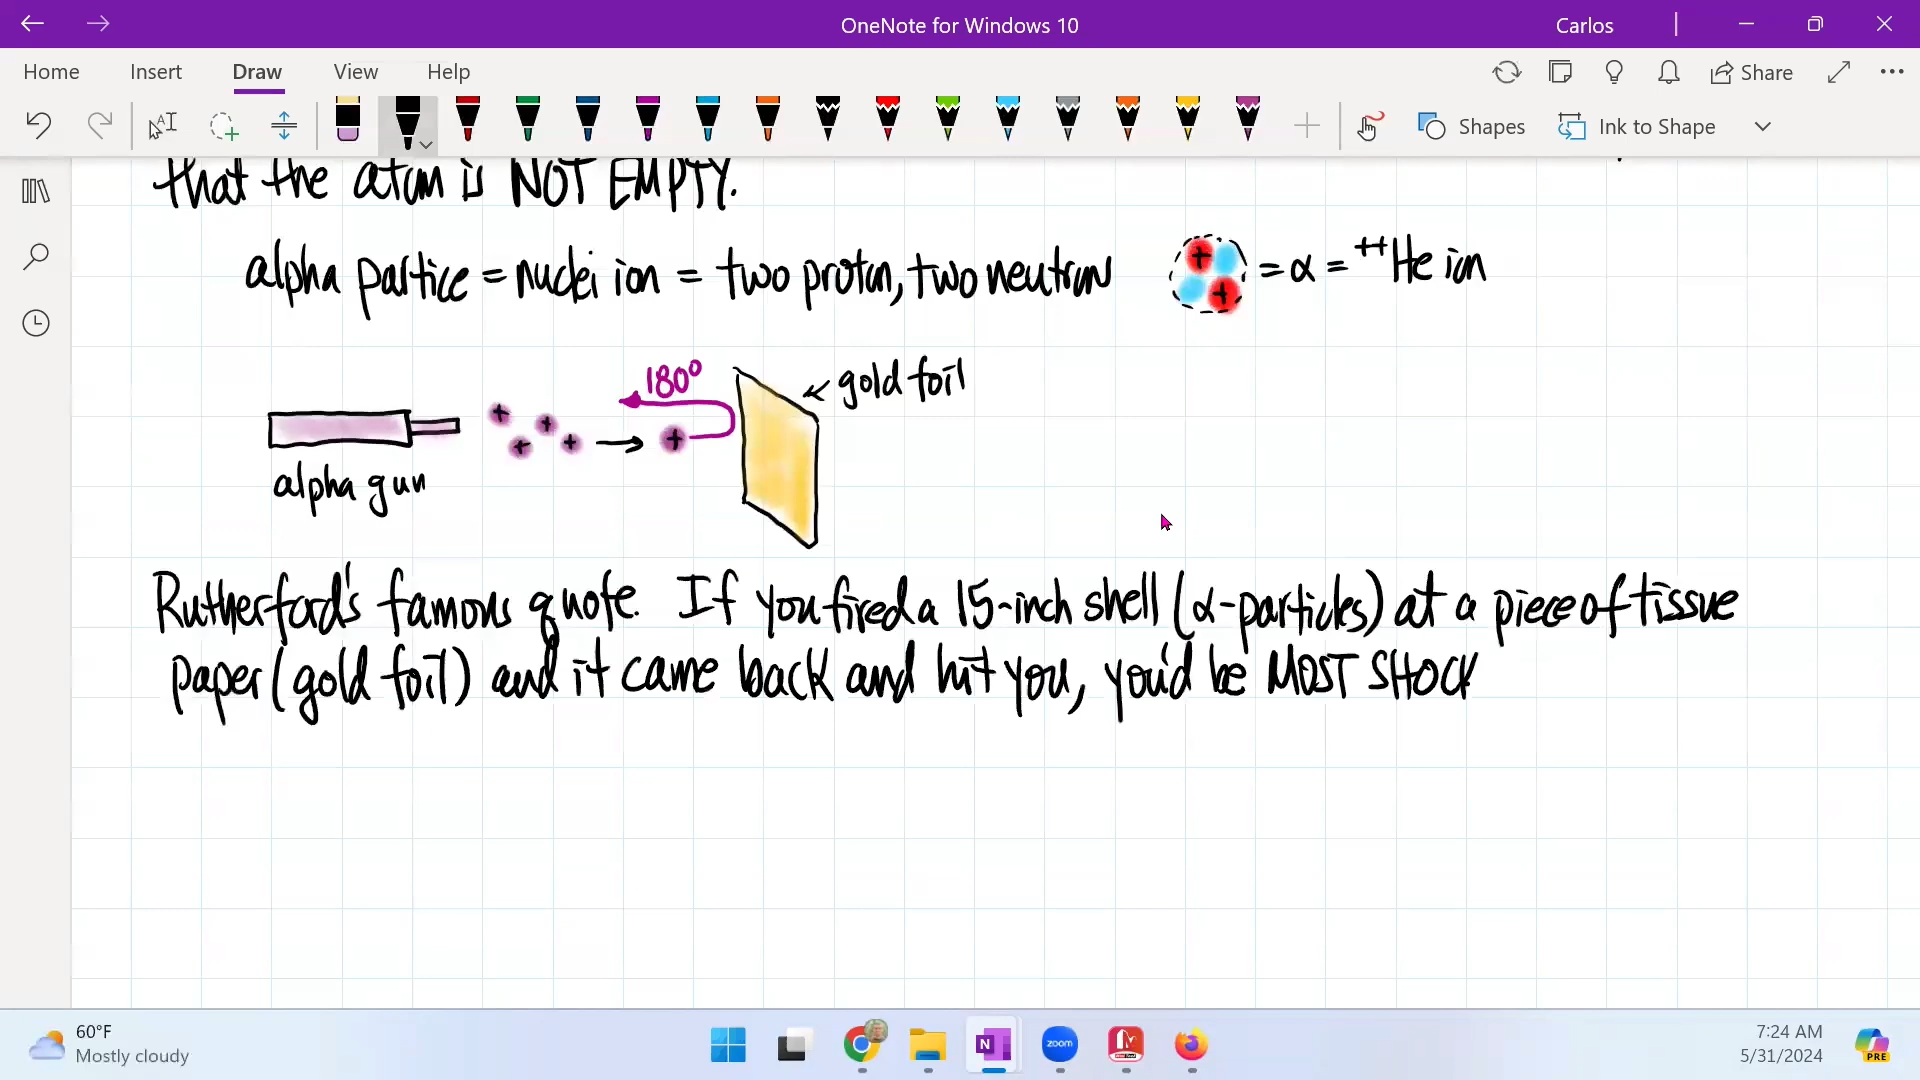 OneNote for Windows 10
Carlos
Home Insert Draw View Help
Share
Shapes
Ink to Shape
that the atom is NOT EMPTY.
alpha partice = nuclei ion = two proton, two neutron
+
+
= α = ++He ion
180°
gold foil
+ + + + +
alpha gun
Rutherford's famous quote. If you fired a 15-inch shell (α-particles) at a piece of tissue
paper (gold foil) and it came back and hit you, you'd be MOST SHOCK
60°F
Mostly cloudy
zoom
7:24 AM
5/31/2024
PRE